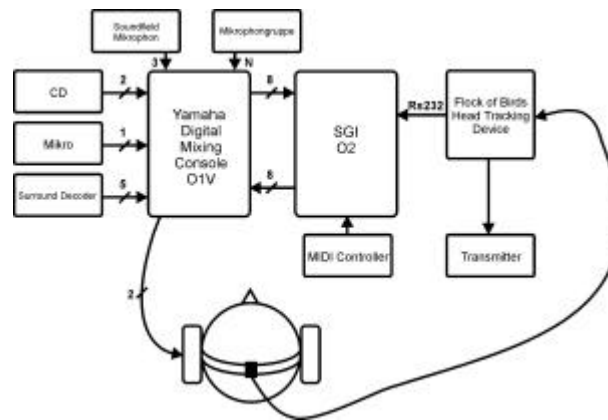 Soundfield
Mikrophon
Mikrophongruppe
3
N
CD
2
Mikro
1
Surround Decoder
5
Yamaha
Digital
Mixing
Console
O1V
8
8
SGI
O2
Rs232
Flock of Birds
Head Tracking
Device
MIDI Controller
Transmitter
2